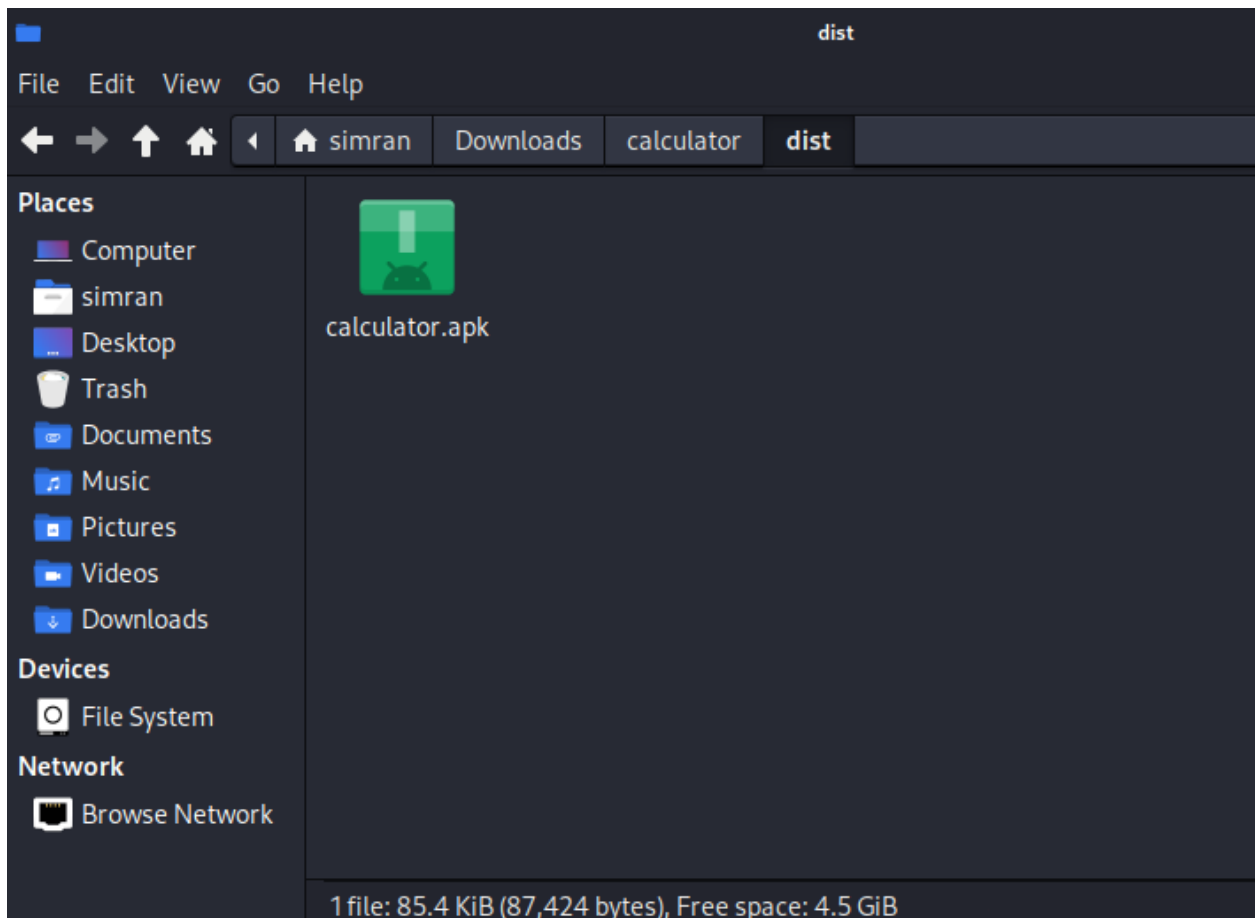 dist
File Edit View Go Help
simran Downloads calculator dist
Places
Computer
simran
Desktop
Trash
Documents
Music
Pictures
Videos
Downloads
Devices
File System
Network
Browse Network
calculator.apk
1 file: 85.4 KiB (87,424 bytes), Free space: 4.5 GiB